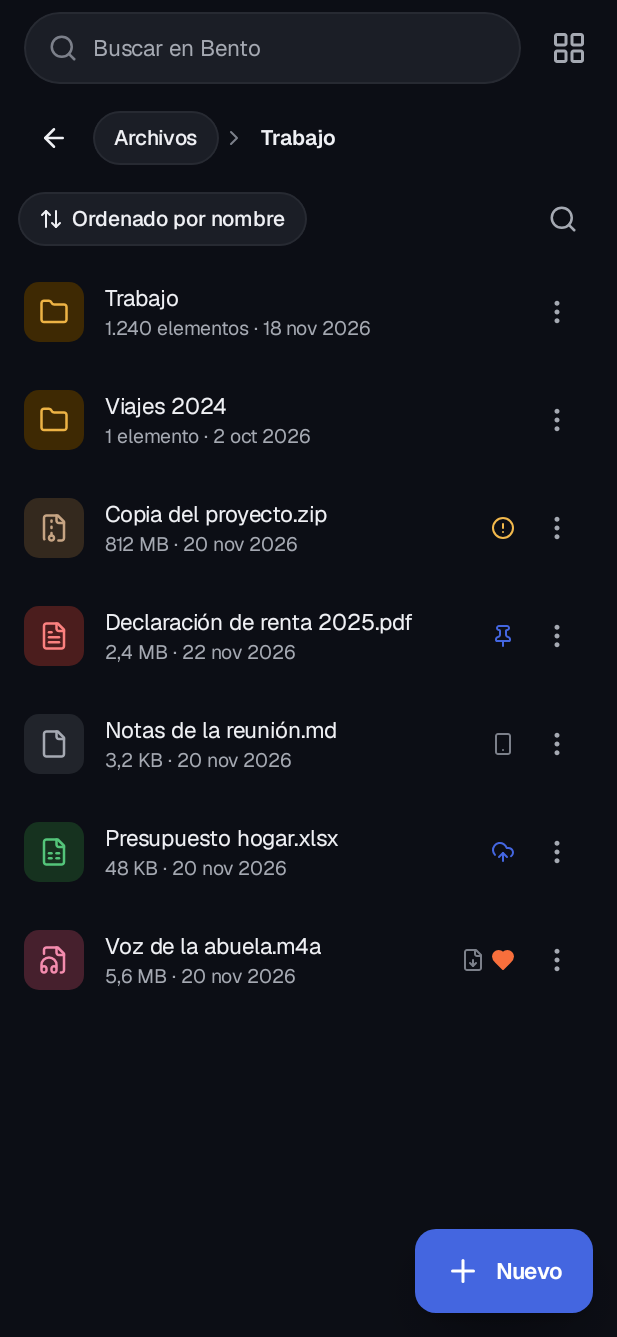 Buscar en Bento
Archivos > Trabajo
Ordenado por nombre
Trabajo
1.240 elementos · 18 nov 2026
Viajes 2024
1 elemento · 2 oct 2026
Copia del proyecto.zip
812 MB · 20 nov 2026
Declaración de renta 2025.pdf
2,4 MB · 22 nov 2026
Notas de la reunión.md
3,2 KB · 20 nov 2026
Presupuesto hogar.xlsx
48 KB · 20 nov 2026
Voz de la abuela.m4a
5,6 MB · 20 nov 2026
Nuevo